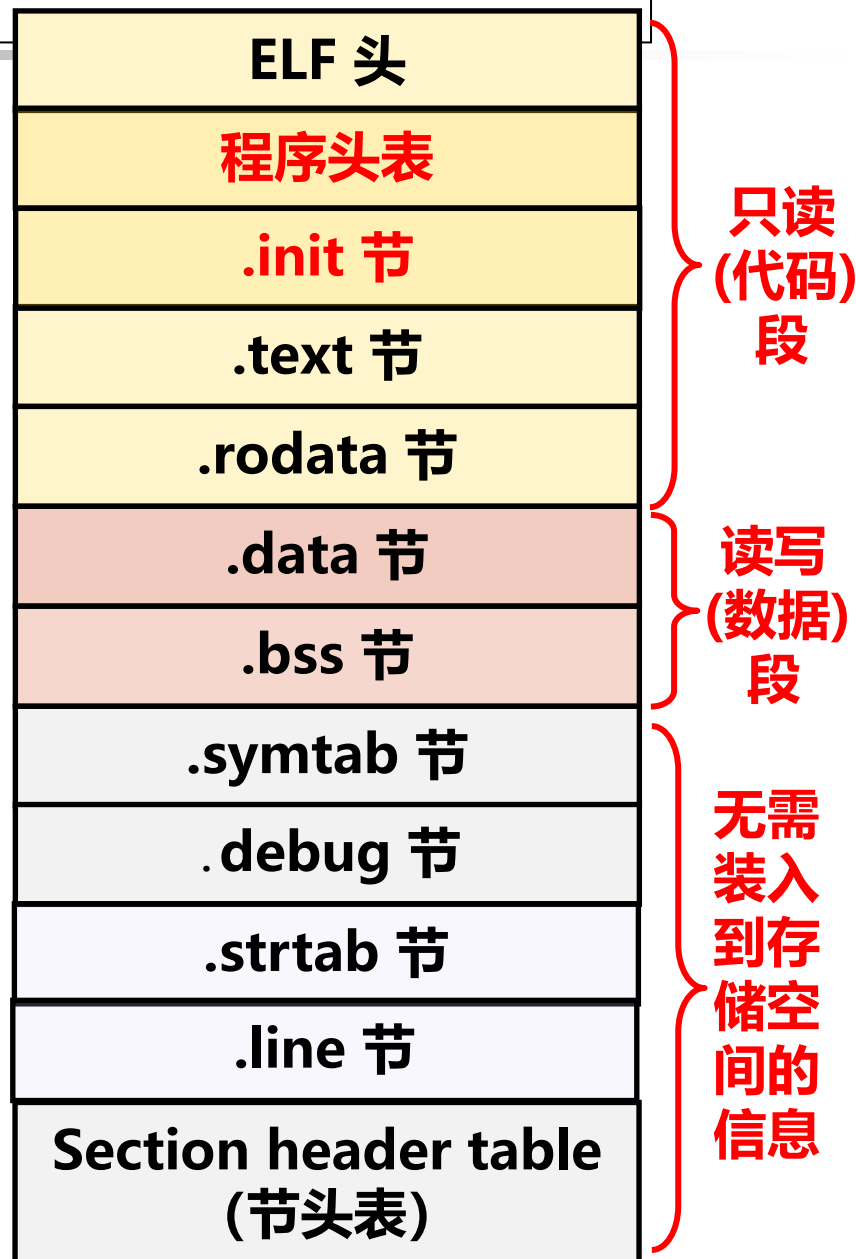 ELF 头
程序头表
.init 节
.text 节
.rodata 节
.data 节
.bss 节
.symtab 节
. debug 节
.strtab 节
.line 节
Section header table
(节头表)
只读
(代码)
段
读写
(数据)
段
无需
装入
到存
储空
间的
信息